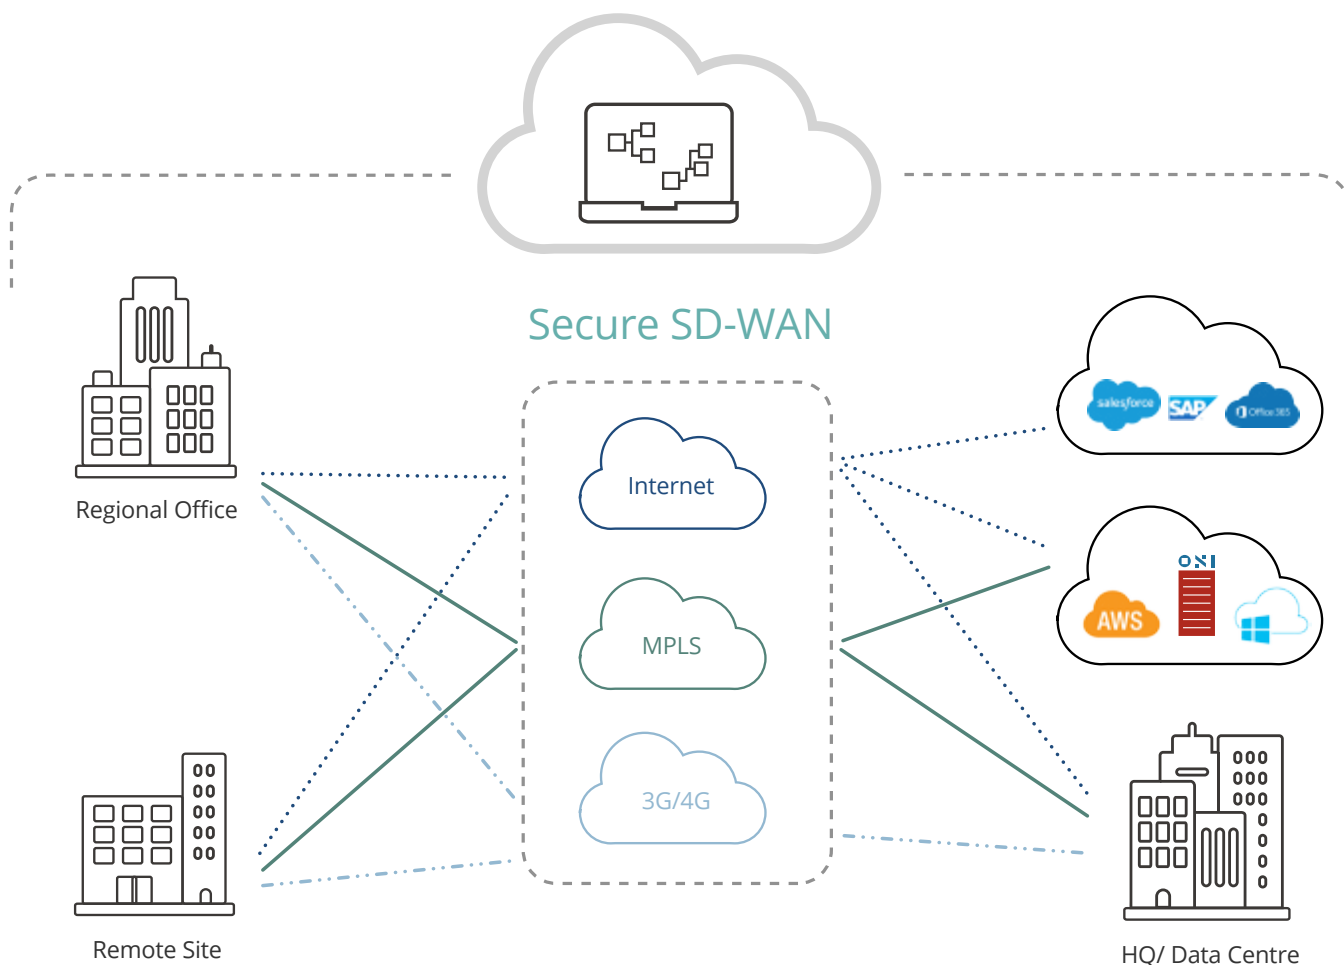 Secure SD-WAN
salesforce
SAP
Office 365
Internet
Regional Office
OXI
AWS
MPLS
3G/4G
Remote Site
HQ/ Data Centre